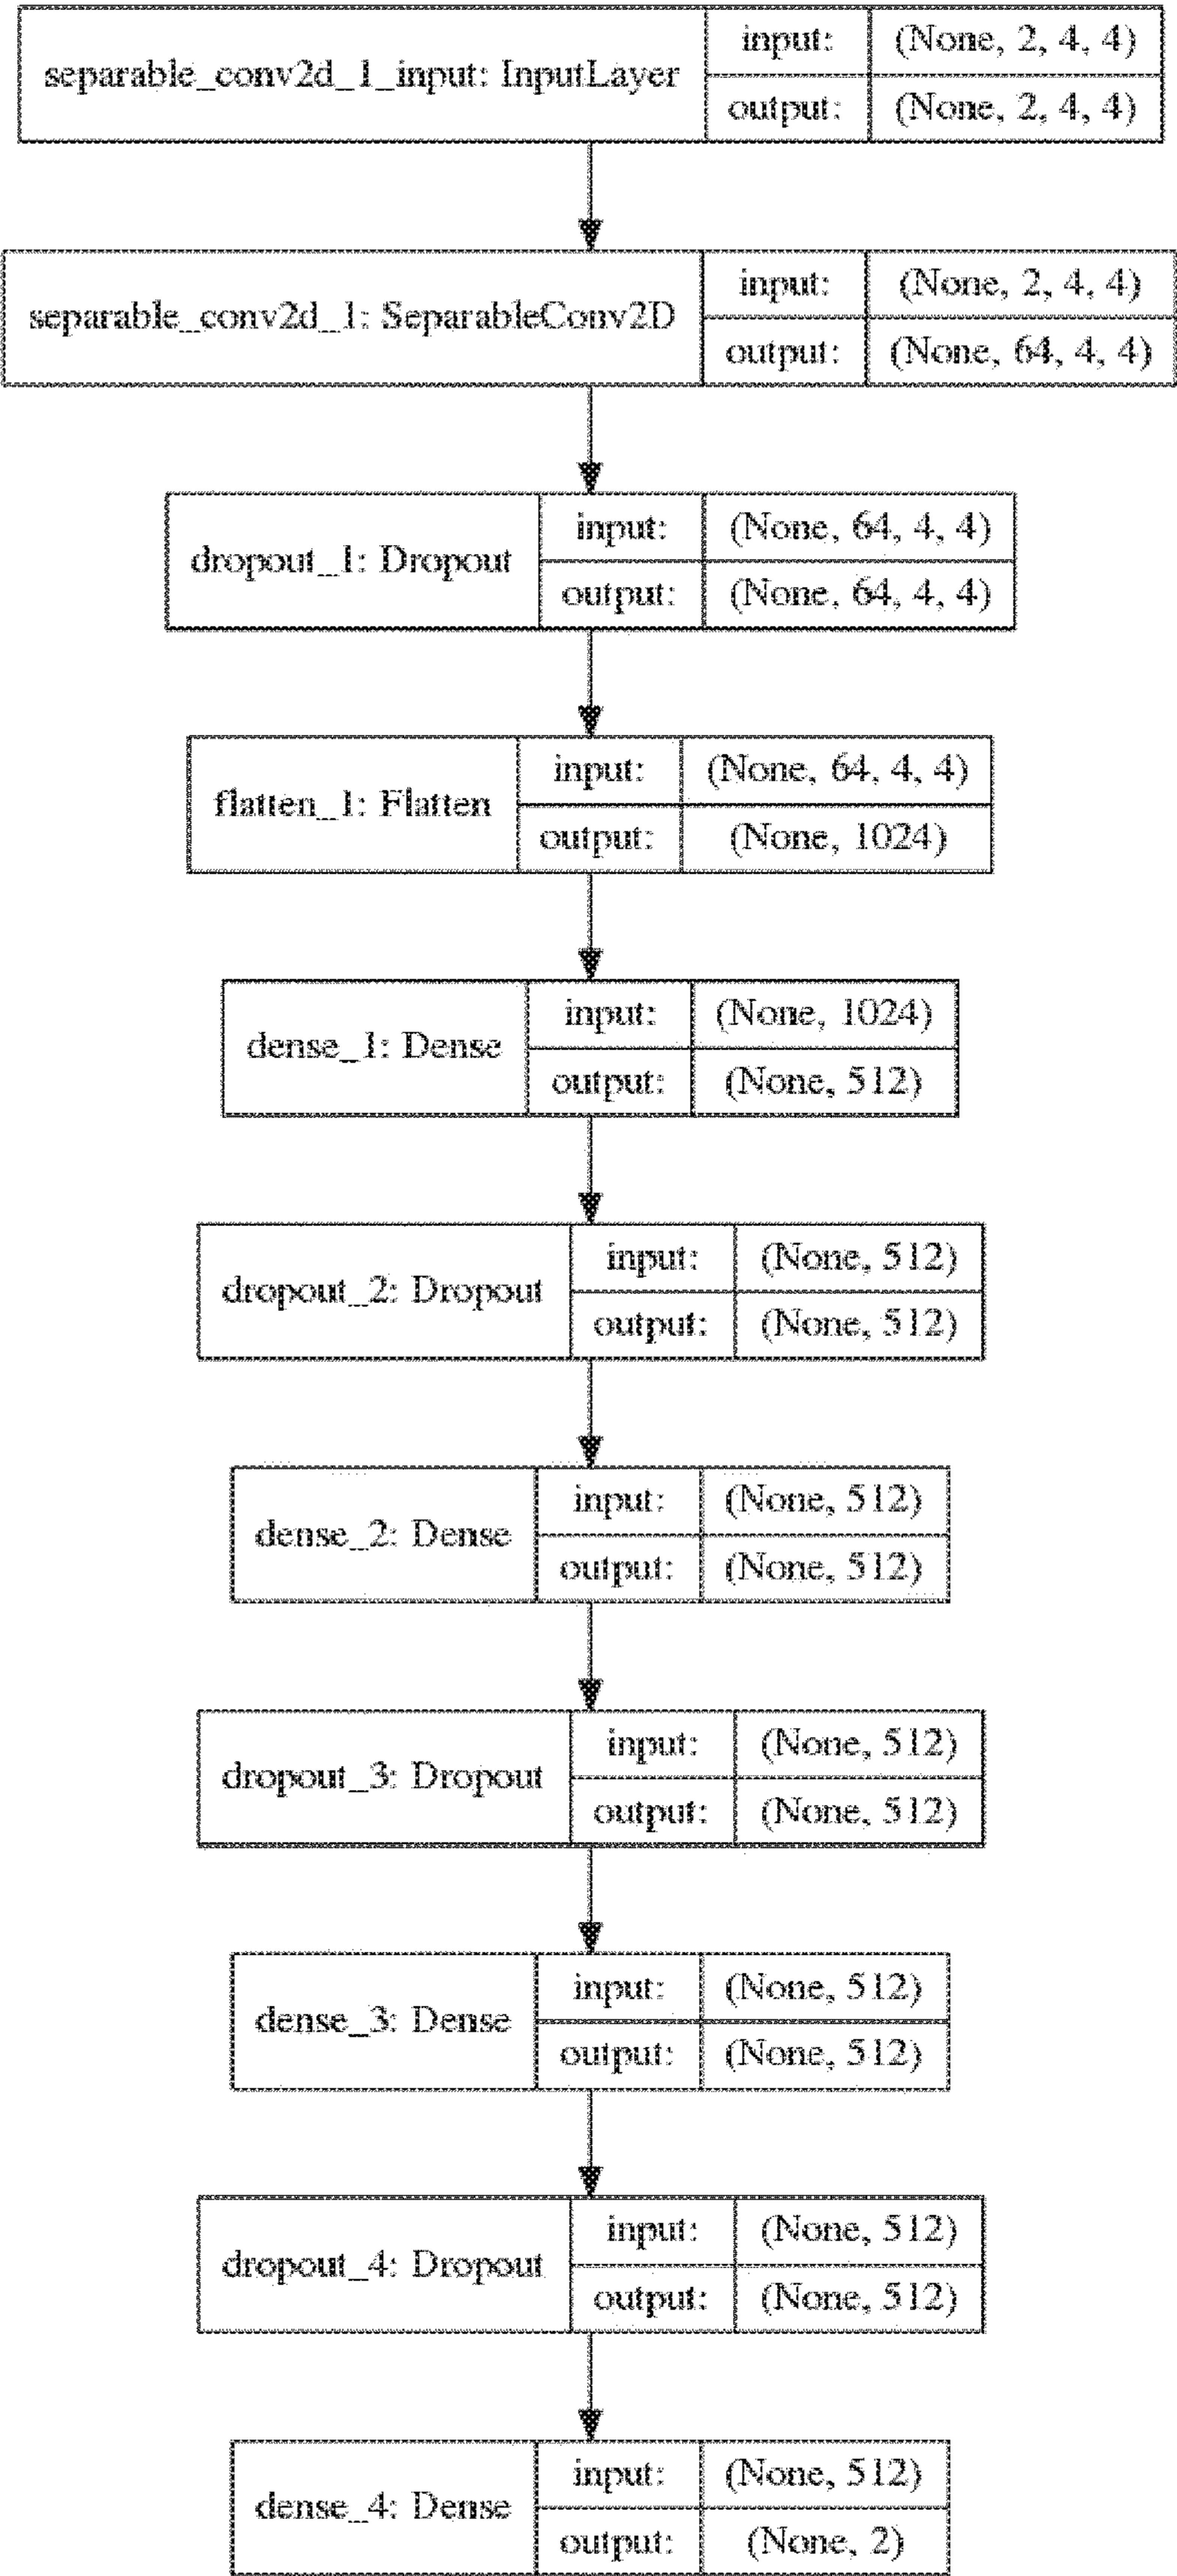 separable_conv2d_1_input: InputLayer
input: (None, 2, 4, 4)
output: (None, 2, 4, 4)
separable_conv2d_1: SeparableConv2D
input: (None, 2, 4, 4)
output: (None, 64, 4, 4)
dropout_1: Dropout
input: (None, 64, 4, 4)
output: (None, 64, 4, 4)
flatten_1: Flatten
input: (None, 64, 4, 4)
output: (None, 1024)
dense_1: Dense
input: (None, 1024)
output: (None, 512)
dropout_2: Dropout
input: (None, 512)
output: (None, 512)
dense_2: Dense
input: (None, 512)
output: (None, 512)
dropout_3: Dropout
input: (None, 512)
output: (None, 512)
dense_3: Dense
input: (None, 512)
output: (None, 512)
dropout_4: Dropout
input: (None, 512)
output: (None, 512)
dense_4: Dense
input: (None, 512)
output: (None, 2)